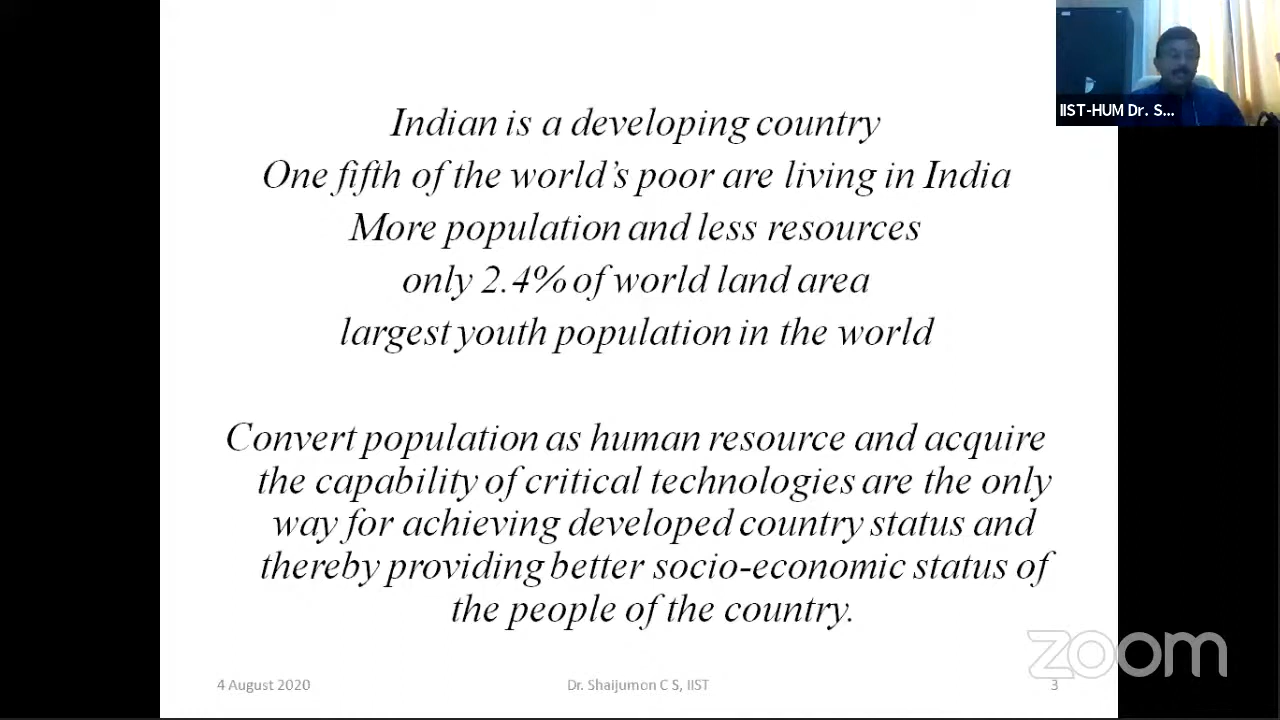 IIST-HUM Dr. S...
Indian is a developing country
One fifth of the world’s poor are living in India
More population and less resources
only 2.4% of world land area
largest youth population in the world
Convert population as human resource and acquire
the capability of critical technologies are the only
way for achieving developed country status and
thereby providing better socio-economic status of
the people of the country.
zoom
4 August 2020
Dr. Shaijumon C S, IIST
3